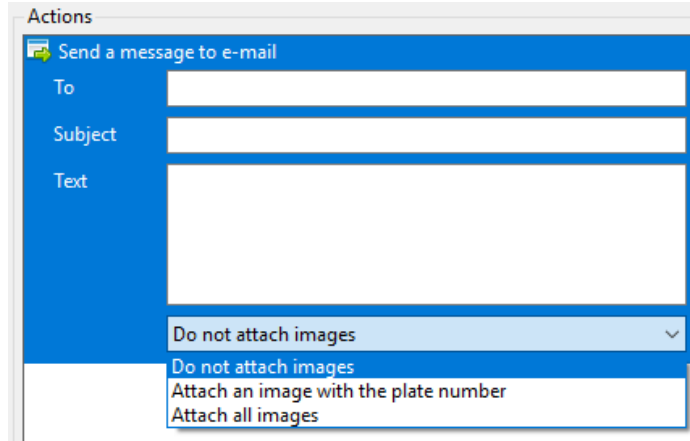 Actions
Send a message to e-mail
To
Subject
Text
Do not attach images
Do not attach images
Attach an image with the plate number
Attach all images